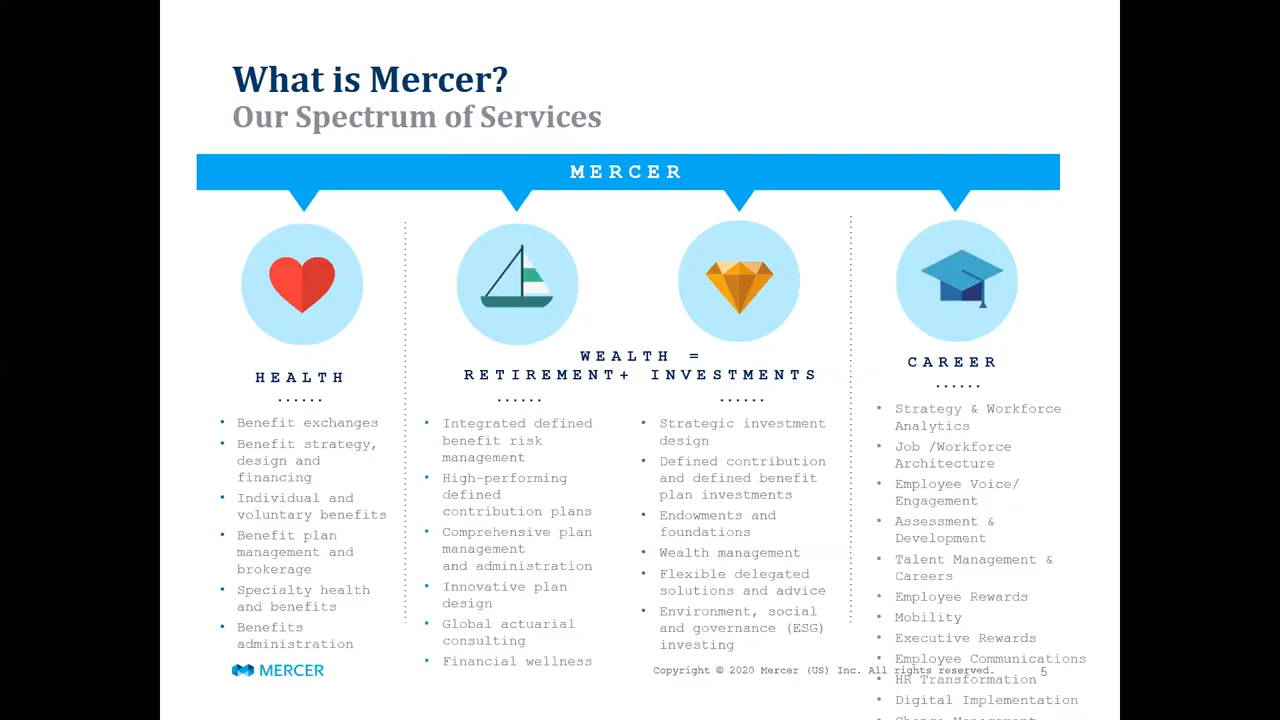 What is Mercer?
Our Spectrum of Services
MERCER
HEALTH
• Benefit exchanges
• Benefit strategy,
design and
financing
• Individual and
voluntary benefits
• Benefit plan
management and
brokerage
• Specialty health
and benefits
• Benefits
administration
WEALTH =
RETIREMENT+ INVESTMENTS
• Integrated defined
benefit risk
management
• High-performing
defined
contribution plans
• Comprehensive plan
management
and administration
• Innovative plan
design
• Global actuarial
consulting
• Financial wellness
• Strategic investment
design
• Defined contribution
and defined benefit
plan investments
• Endowments and
foundations
• Wealth management
• Flexible delegated
solutions and advice
• Environment, social
and governance (ESG)
investing
CAREER
• Strategy & Workforce
Analytics
• Job /Workforce
Architecture
• Employee Voice/
Engagement
• Assessment &
Development
• Talent Management &
Careers
• Employee Rewards
• Mobility
• Executive Rewards
• Employee Communications
• HR Transformation
• Digital Implementation
• Change Management
MERCER
Copyright © 2020 Mercer (US) Inc. All rights reserved.
5